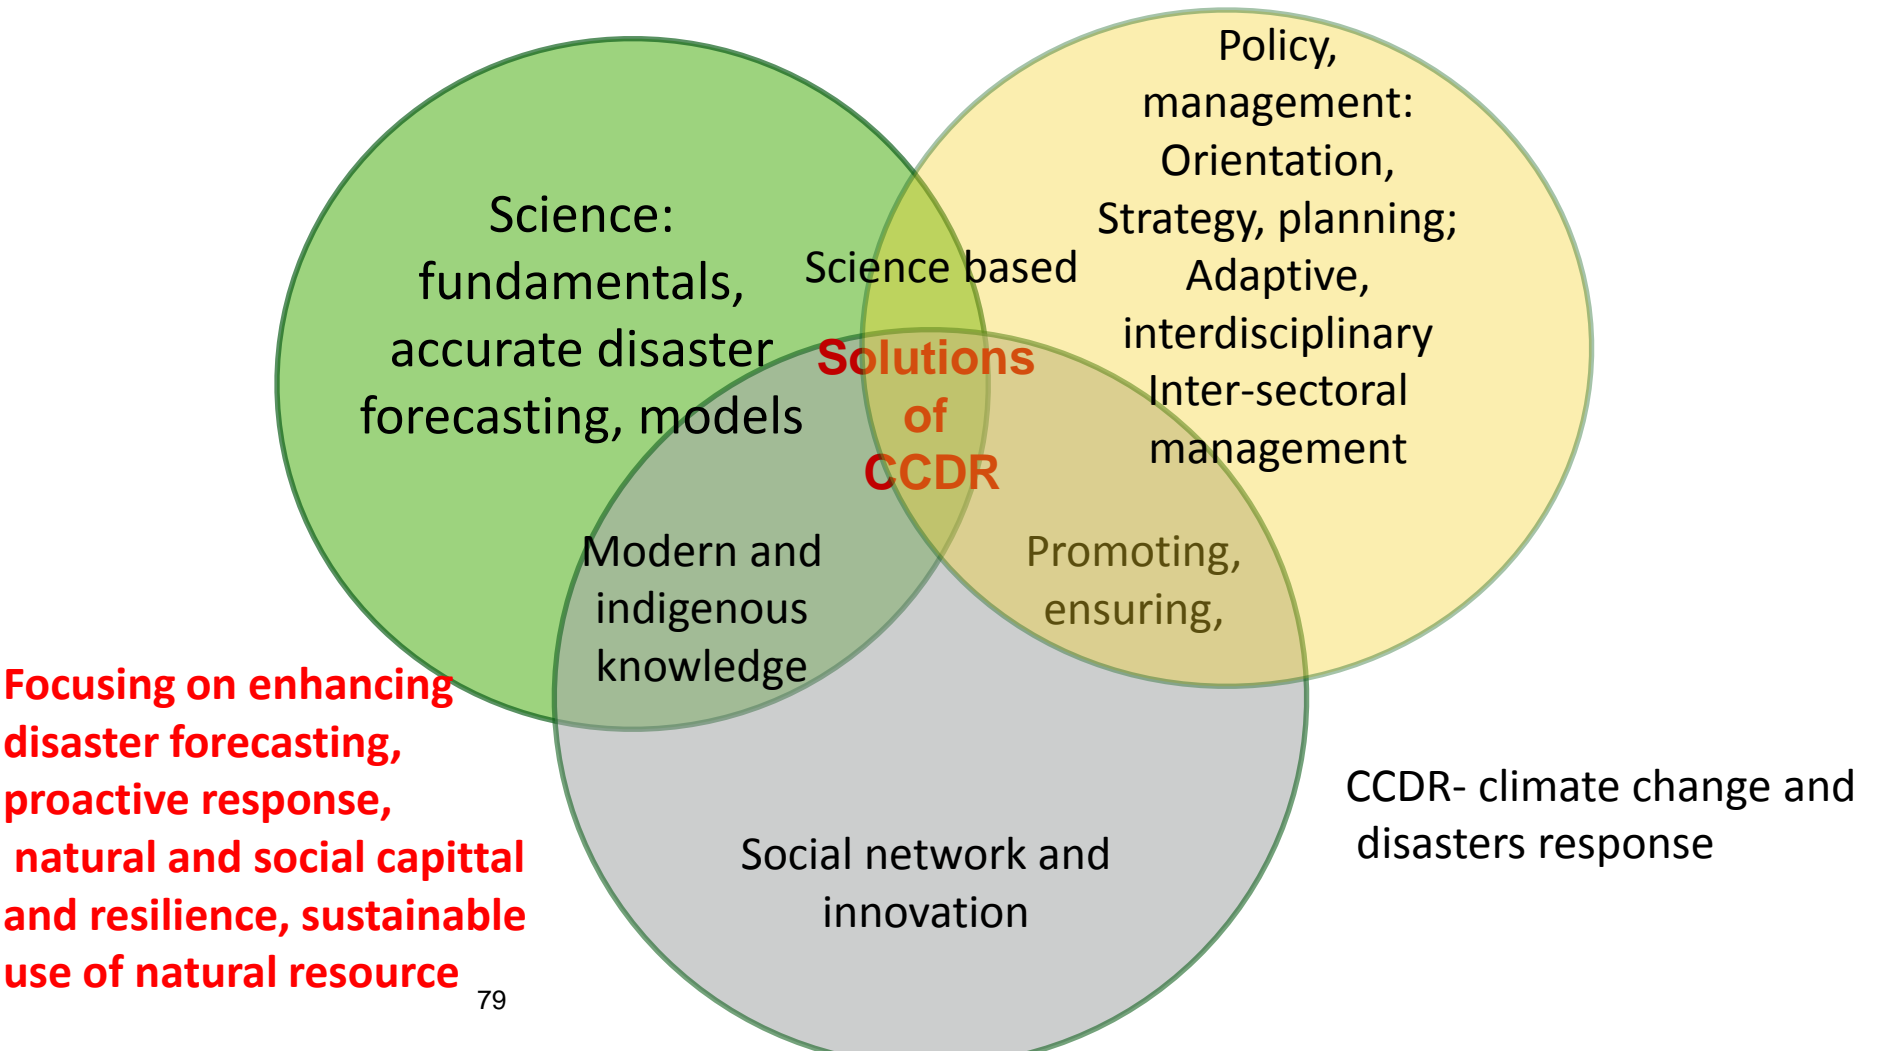 Policy,
management:
Orientation,
Strategy, planning;
Adaptive,
interdisciplinary
Inter-sectoral
management
Science:
fundamentals,
accurate disaster
forecasting, models
Science based
Solutions
of
CCDR
Modern and
indigenous
knowledge
Promoting,
ensuring,
Focusing on enhancing
disaster forecasting,
proactive response,
natural and social capittal
and resilience, sustainable
use of natural resource
Social network and
innovation
CCDR- climate change and
disasters response
79